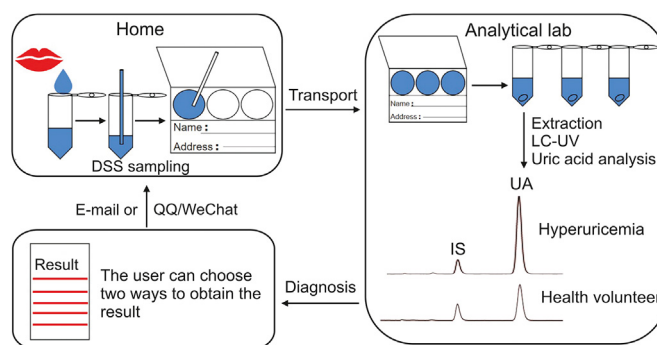 Home
Name:
Address:
DSS sampling
Transport
Analytical lab
Name:
Address:
Extraction
LC-UV
Uric acid analysis
UA
IS
Hyperuricemia
Health volunteer
Diagnosis
E-mail or QQ/WeChat
Result
The user can choose
two ways to obtain the
result